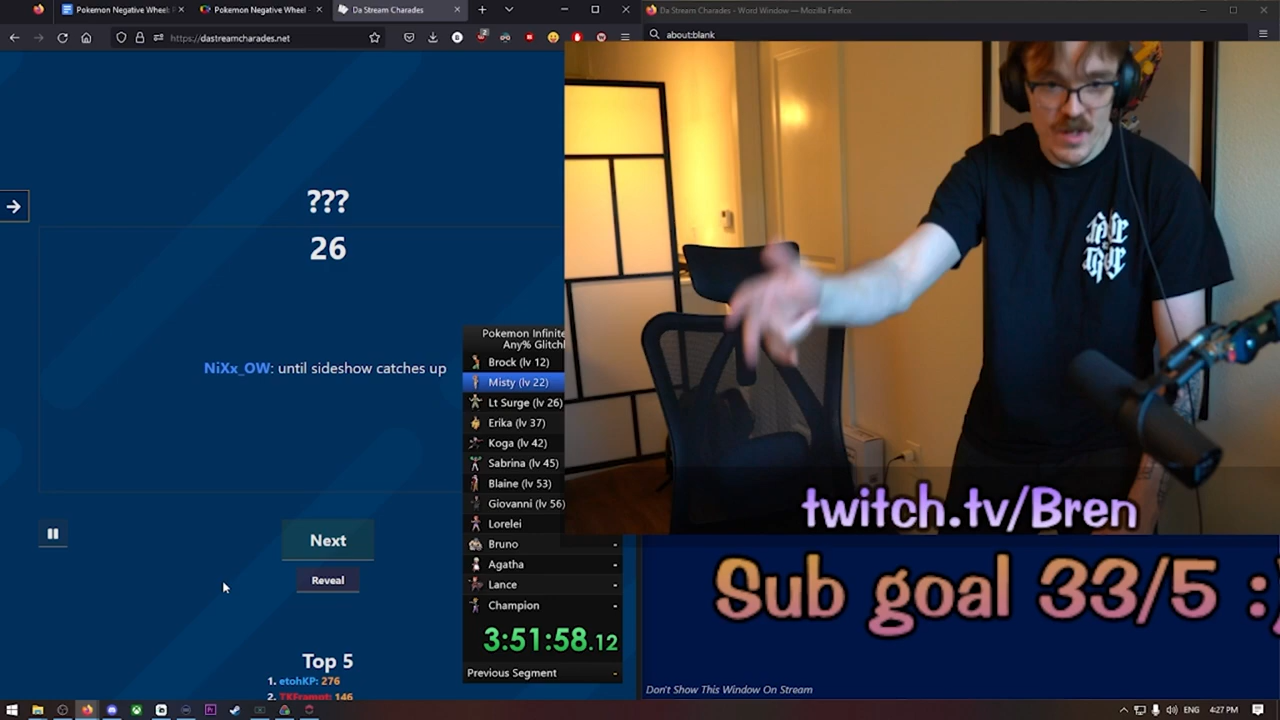 Pokemon Negative Wheel: P
Pokemon Negative Wheel
Da Stream Charades
Da Stream Charades - Word Window — Mozilla Firefox
https://dastreamcharades.net
about:blank
???
26
NiXx_OW: until sideshow catches up
Pokemon Infinite
Any% Glitchl
Brock (lv 12)
Misty (lv 22)
Lt Surge (lv 26)
Erika (lv 37)
Koga (lv 42)
Sabrina (lv 45)
Blaine (lv 53)
Giovanni (lv 56)
Lorelei
Bruno -
Agatha -
Lance -
Champion -
3:51:58.12
Previous Segment -
Next
Reveal
Top 5
1. etohKP: 276
2. TKFrampt: 146
twitch.tv/Bren
Sub goal 33/5 :)
Don't Show This Window On Stream
ENG
4:27 PM